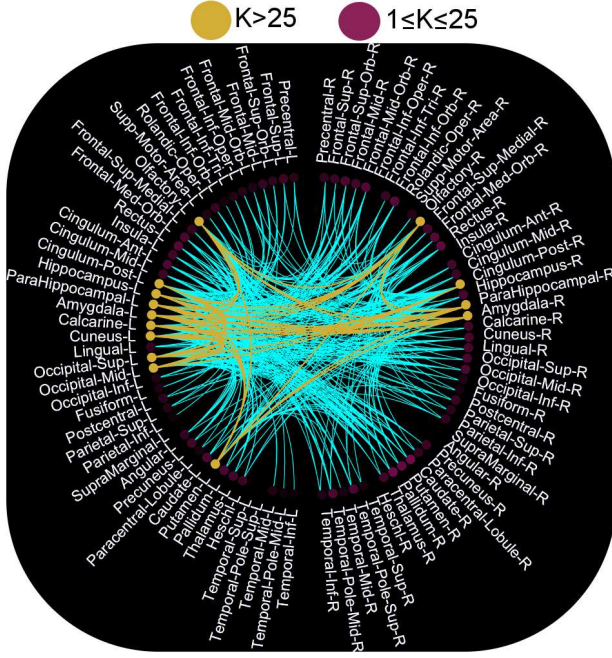 K>25
1≤K≤25
Precentral-L
Frontal-Sup-L
Frontal-Sup-Orb-L
Frontal-Mid-L
Frontal-Mid-Orb-L
Frontal-Inf-Oper-L
Frontal-Inf-Tri-L
Frontal-Inf-Orb-L
Rolantic-Oper-L
Supp-Motor-Area-L
Olfactory-L
Frontal-Sup-Medial-L
Frontal-Med-Orb-L
Rectus-L
Insula-L
Cingulum-Ant-L
Cingulum-Mid-L
Cingulum-Post-L
Hippocampus-L
ParaHippocampal-L
Amygdala-L
Calcarine-L
Cuneus-L
Lingual-L
Occipital-Sup-L
Occipital-Mid-L
Occipital-Inf-L
Fusiform-L
Postcentral-L
Parietal-Sup-L
Parietal-Inf-L
SupraMarginal-L
Angular-L
Precuneus-L
Paracentral-Lobule-L
Caudate-L
Putamen-L
Pallidum-L
Thalamus-L
Heschl-L
Temporal-Sup-L
Temporal-Pole-Sup-L
Temporal-Mid-L
Temporal-Pole-Mid-L
Temporal-Inf-L
Precentral-R
Frontal-Sup-R
Frontal-Sup-Orb-R
Frontal-Mid-R
Frontal-Mid-Orb-R
Frontal-Inf-Oper-R
Frontal-Inf-Tri-R
Frontal-Inf-Orb-R
Rolantic-Oper-R
Supp-Motor-Area-R
Olfactory-R
Frontal-Sup-Medial-R
Frontal-Med-Orb-R
Rectus-R
Insula-R
Cingulum-Ant-R
Cingulum-Mid-R
Cingulum-Post-R
Hippocampus-R
ParaHippocampal-R
Amygdala-R
Calcarine-R
Cuneus-R
Lingual-R
Occipital-Sup-R
Occipital-Mid-R
Occipital-Inf-R
Fusiform-R
Postcentral-R
Parietal-Sup-R
Parietal-Inf-R
SupraMarginal-R
Angular-R
Precuneus-R
Paracentral-Lobule-R
Caudate-R
Putamen-R
Pallidum-R
Thalamus-R
Heschl-R
Temporal-Sup-R
Temporal-Pole-Sup-R
Temporal-Mid-R
Temporal-Pole-Mid-R
Temporal-Inf-R